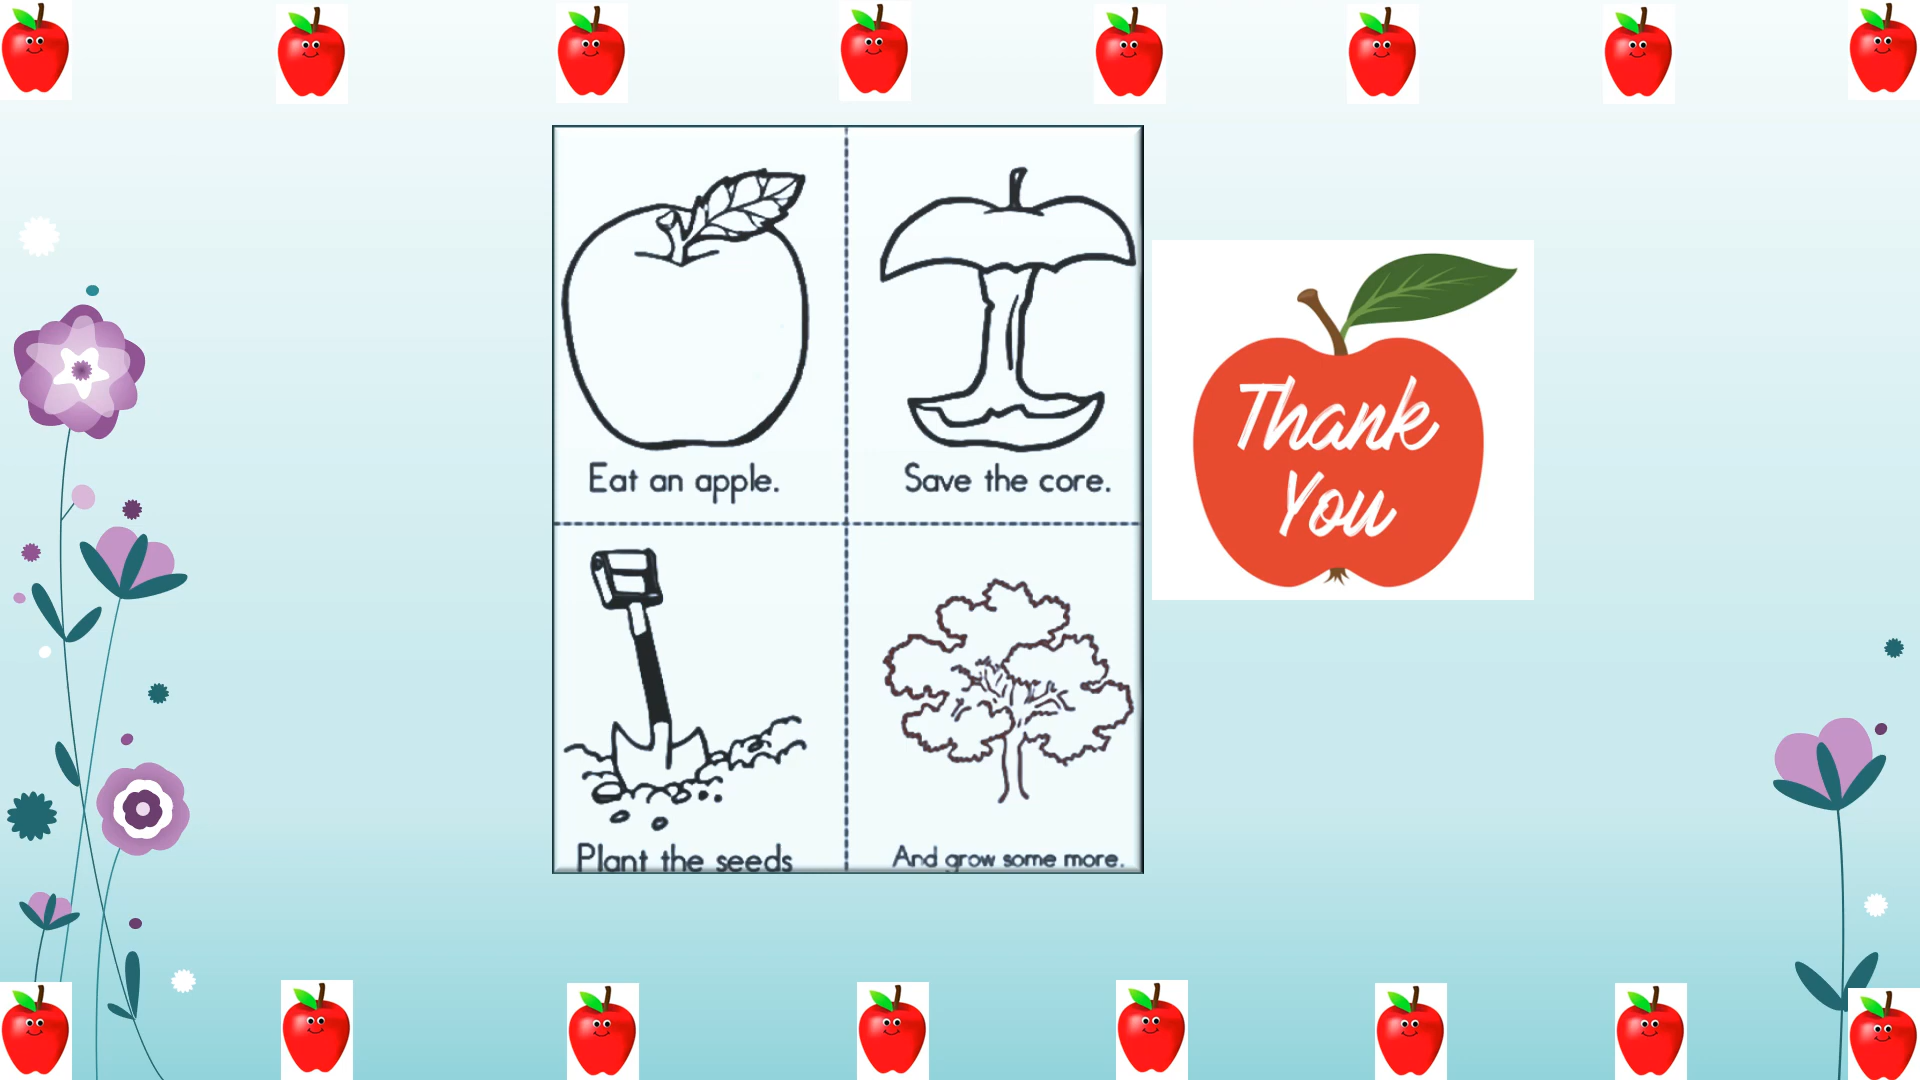 Eat an apple.
Save the core.
Thank
You
Plant the seeds
And grow some more.